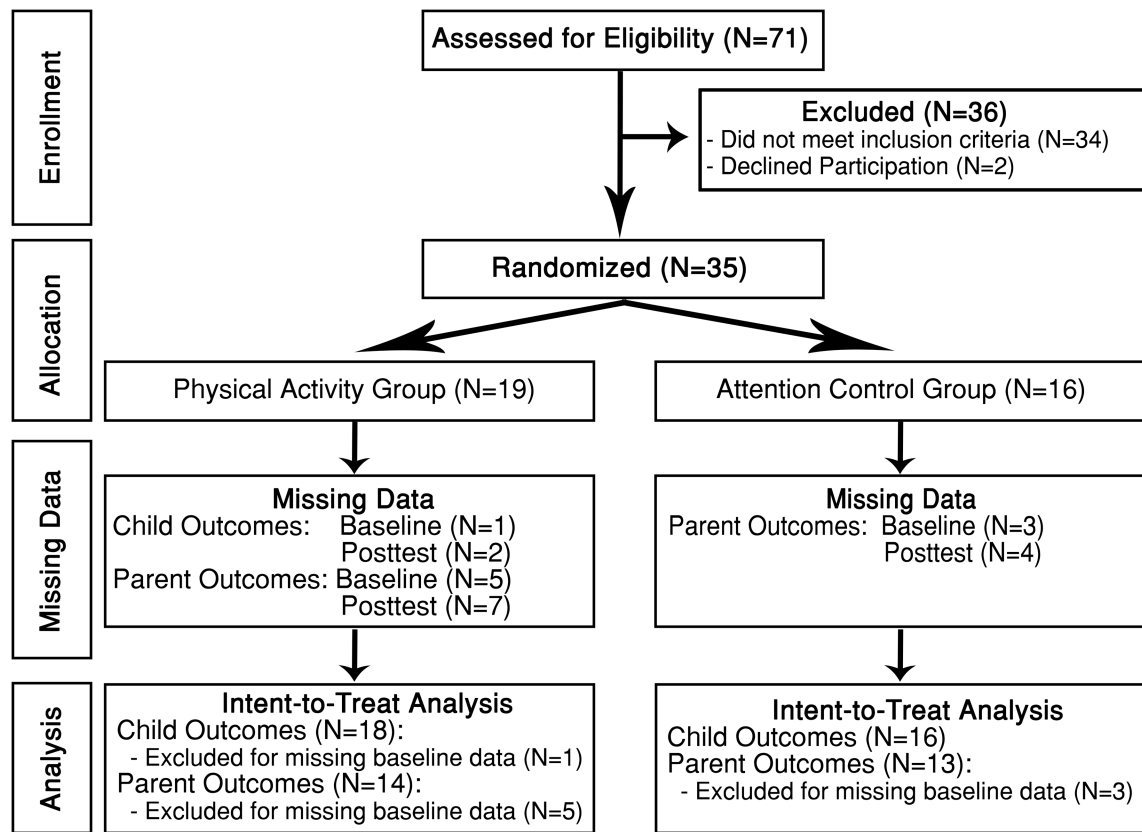 Enrollment
Assessed for Eligibility (N=71)
Excluded (N=36)
- Did not meet inclusion criteria (N=34)
- Declined Participation (N=2)
Allocation
Randomized (N=35)
Physical Activity Group (N=19)
Attention Control Group (N=16)
Missing Data
Missing Data
Child Outcomes: Baseline (N=1)
Posttest (N=2)
Parent Outcomes: Baseline (N=5)
Posttest (N=7)
Missing Data
Parent Outcomes: Baseline (N=3)
Posttest (N=4)
Analysis
Intent-to-Treat Analysis
Child Outcomes (N=18):
- Excluded for missing baseline data (N=1)
Parent Outcomes (N=14):
- Excluded for missing baseline data (N=5)
Intent-to-Treat Analysis
Child Outcomes (N=16)
Parent Outcomes (N=13):
- Excluded for missing baseline data (N=3)